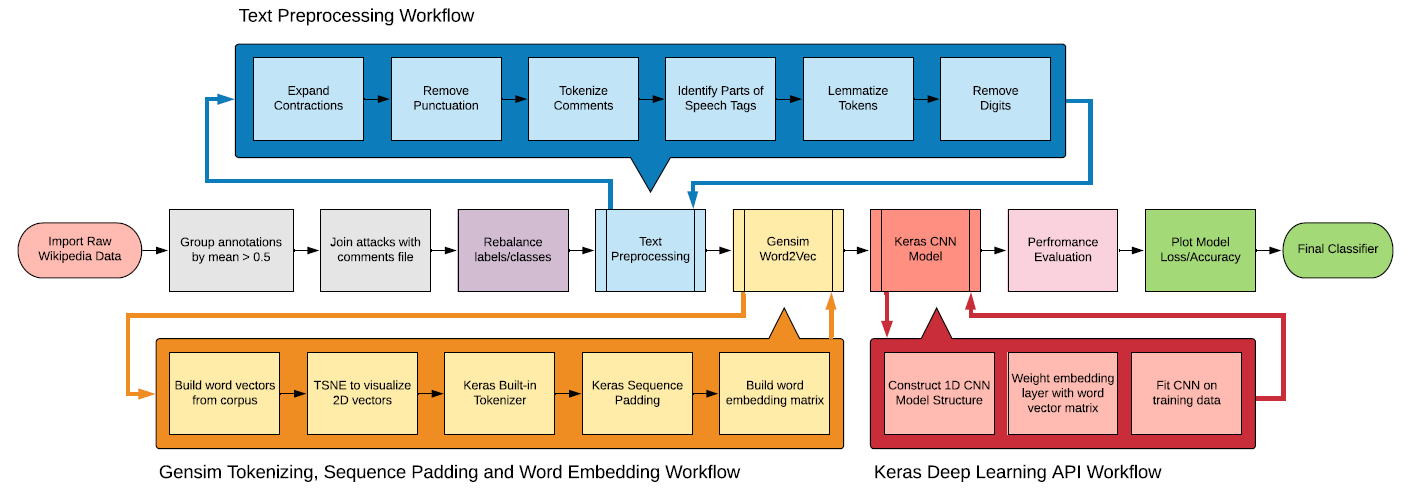 Text Preprocessing Workflow
Expand
Contractions
Remove
Punctuation
Tokenize
Comments
Identify Parts of
Speech Tags
Lemmatize
Tokens
Remove
Digits
Import Raw
Wikipedia Data
Group annotations
by mean > 0.5
Join attacks with
comments file
Rebalance
labels/classes
Text
Preprocessing
Gensim
Word2Vec
Keras CNN
Model
Perfromance
Evaluation
Plot Model
Loss/Accuracy
Final Classifier
Build word vectors
from corpus
TSNE to visualize
2D vectors
Keras Built-in
Tokenizer
Keras Sequence
Padding
Build word
embedding matrix
Construct 1D CNN
Model Structure
Weight embedding
layer with word
vector matrix
Fit CNN on
training data
Gensim Tokenizing, Sequence Padding and Word Embedding Workflow
Keras Deep Learning API Workflow